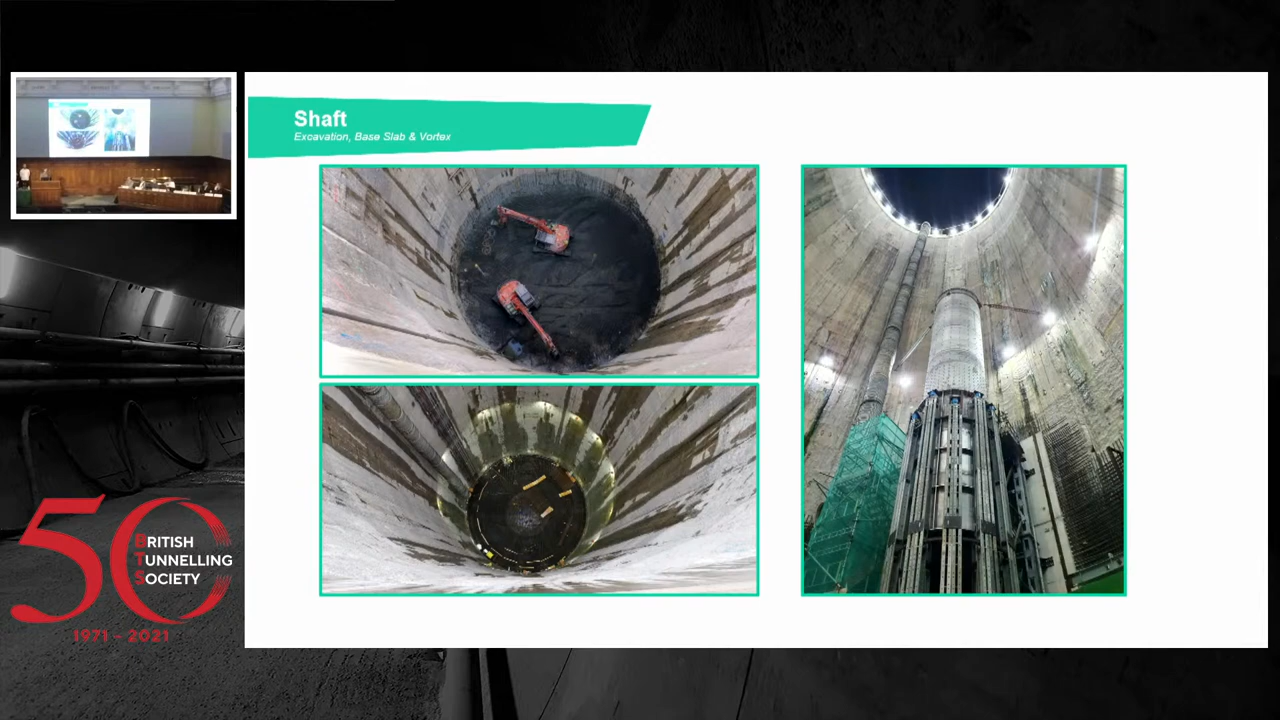 Shaft
Excavation, Base Slab & Vortex
50
BRITISH
TUNNELLING
SOCIETY
1971 - 2021